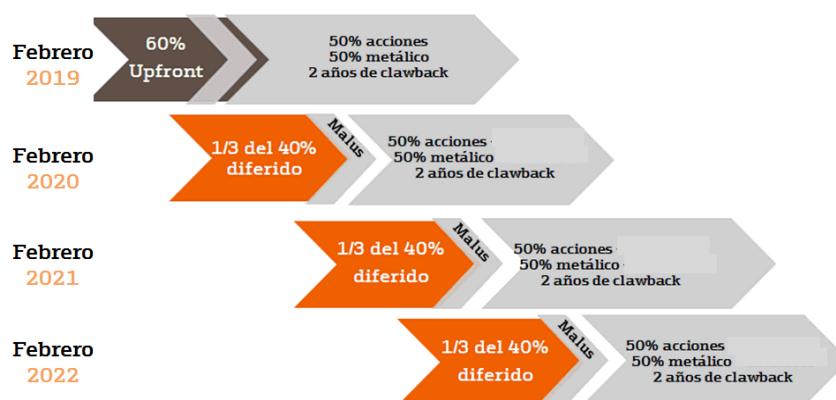 Febrero
2019
60%
Upfront
50% acciones
50% metálico
2 años de clawback
Febrero
2020
1/3 del 40%
diferido
Malus
50% acciones
50% metálico
2 años de clawback
Febrero
2021
1/3 del 40%
diferido
Malus
50% acciones
50% metálico
2 años de clawback
Febrero
2022
1/3 del 40%
diferido
Malus
50% acciones
50% metálico
2 años de clawback